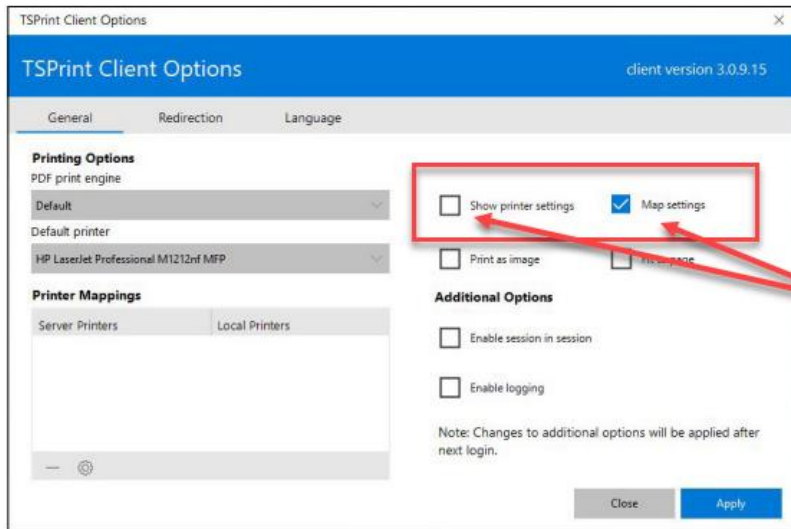 TSPrint Client Options
TSPrint Client Options
client version 3.0.9.15
General Redirection Language
Printing Options
PDF print engine
Default
Default printer
HP LaserJet Professional M1212nf MFP
Printer Mappings
Server Printers Local Printers
Show printer settings Map settings
Print as image page
Additional Options
Enable session in session
Enable logging
Note: Changes to additional options will be applied after
next login.
Close Apply